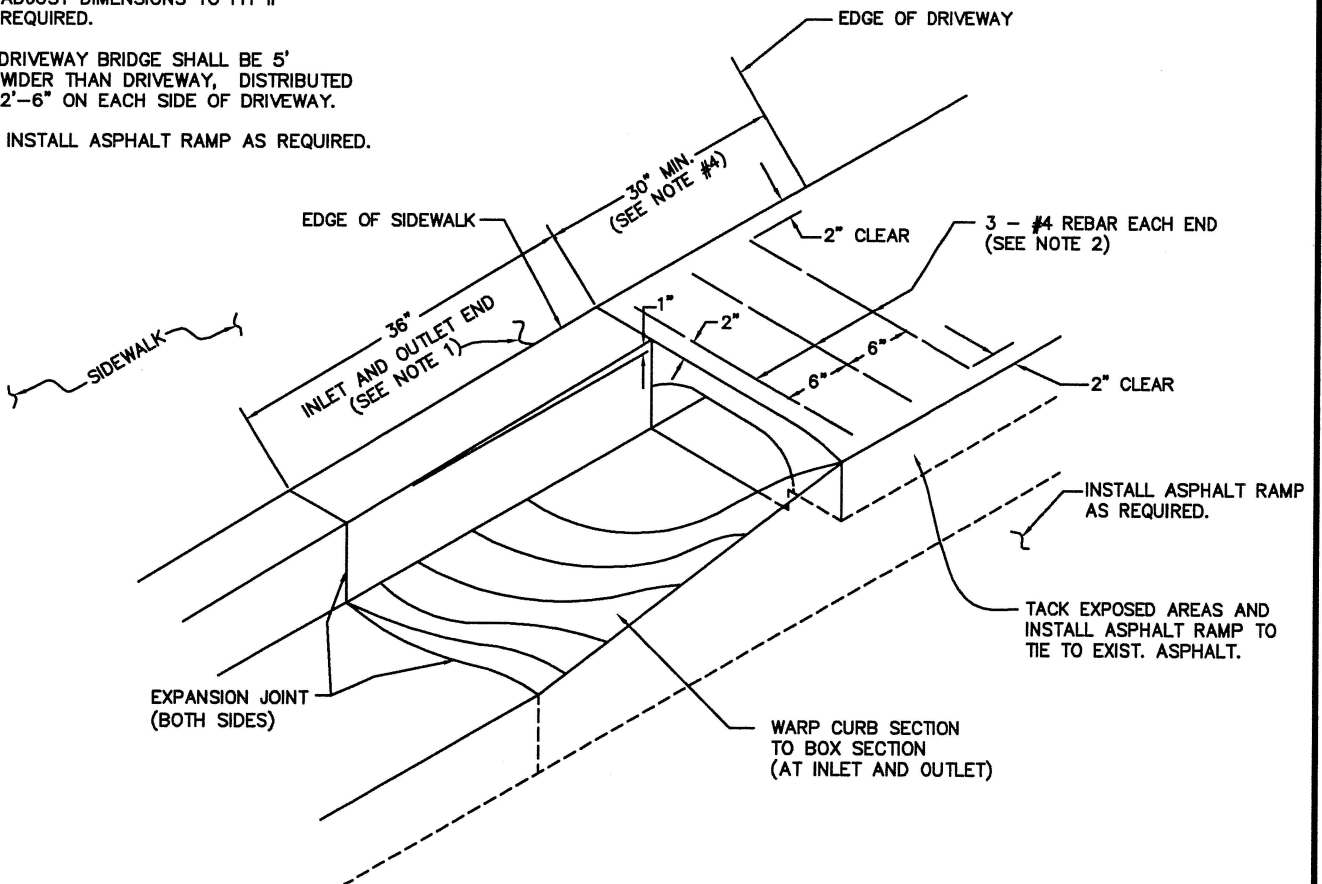 ADJUST DIMENSIONS TO FIT IF
REQUIRED.
DRIVEWAY BRIDGE SHALL BE 5'
WIDER THAN DRIVEWAY, DISTRIBUTED
2'-6" ON EACH SIDE OF DRIVEWAY.
INSTALL ASPHALT RAMP AS REQUIRED.
EDGE OF DRIVEWAY
30" MIN.
(SEE NOTE #4)
EDGE OF SIDEWALK
2" CLEAR
3 - #4 REBAR EACH END
(SEE NOTE 2)
36"
INLET AND OUTLET END
(SEE NOTE 1)
1"
2"
6"
6"
SIDEWALK
2" CLEAR
INSTALL ASPHALT RAMP
AS REQUIRED.
TACK EXPOSED AREAS AND
INSTALL ASPHALT RAMP TO
TIE TO EXIST. ASPHALT.
EXPANSION JOINT
(BOTH SIDES)
WARP CURB SECTION
TO BOX SECTION
(AT INLET AND OUTLET)